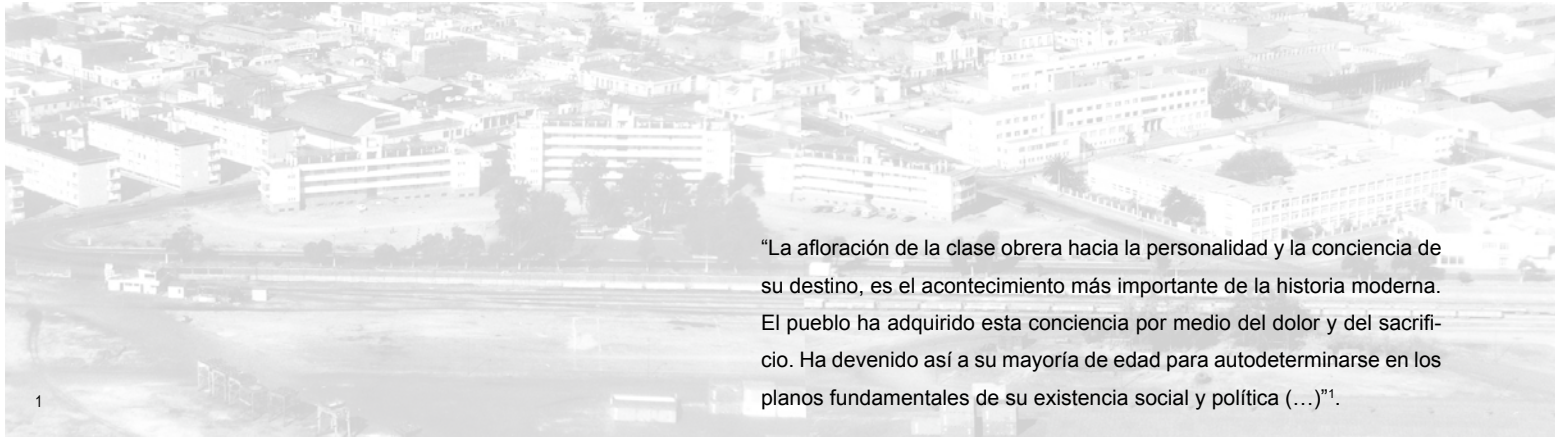 “La afloración de la clase obrera hacia la personalidad y la conciencia de
su destino, es el acontecimiento más importante de la historia moderna.
El pueblo ha adquirido esta conciencia por medio del dolor y del sacrifi-
cio. Ha devenido así a su mayoría de edad para autodeterminarse en los
planos fundamentales de su existencia social y política (…)”¹.
1